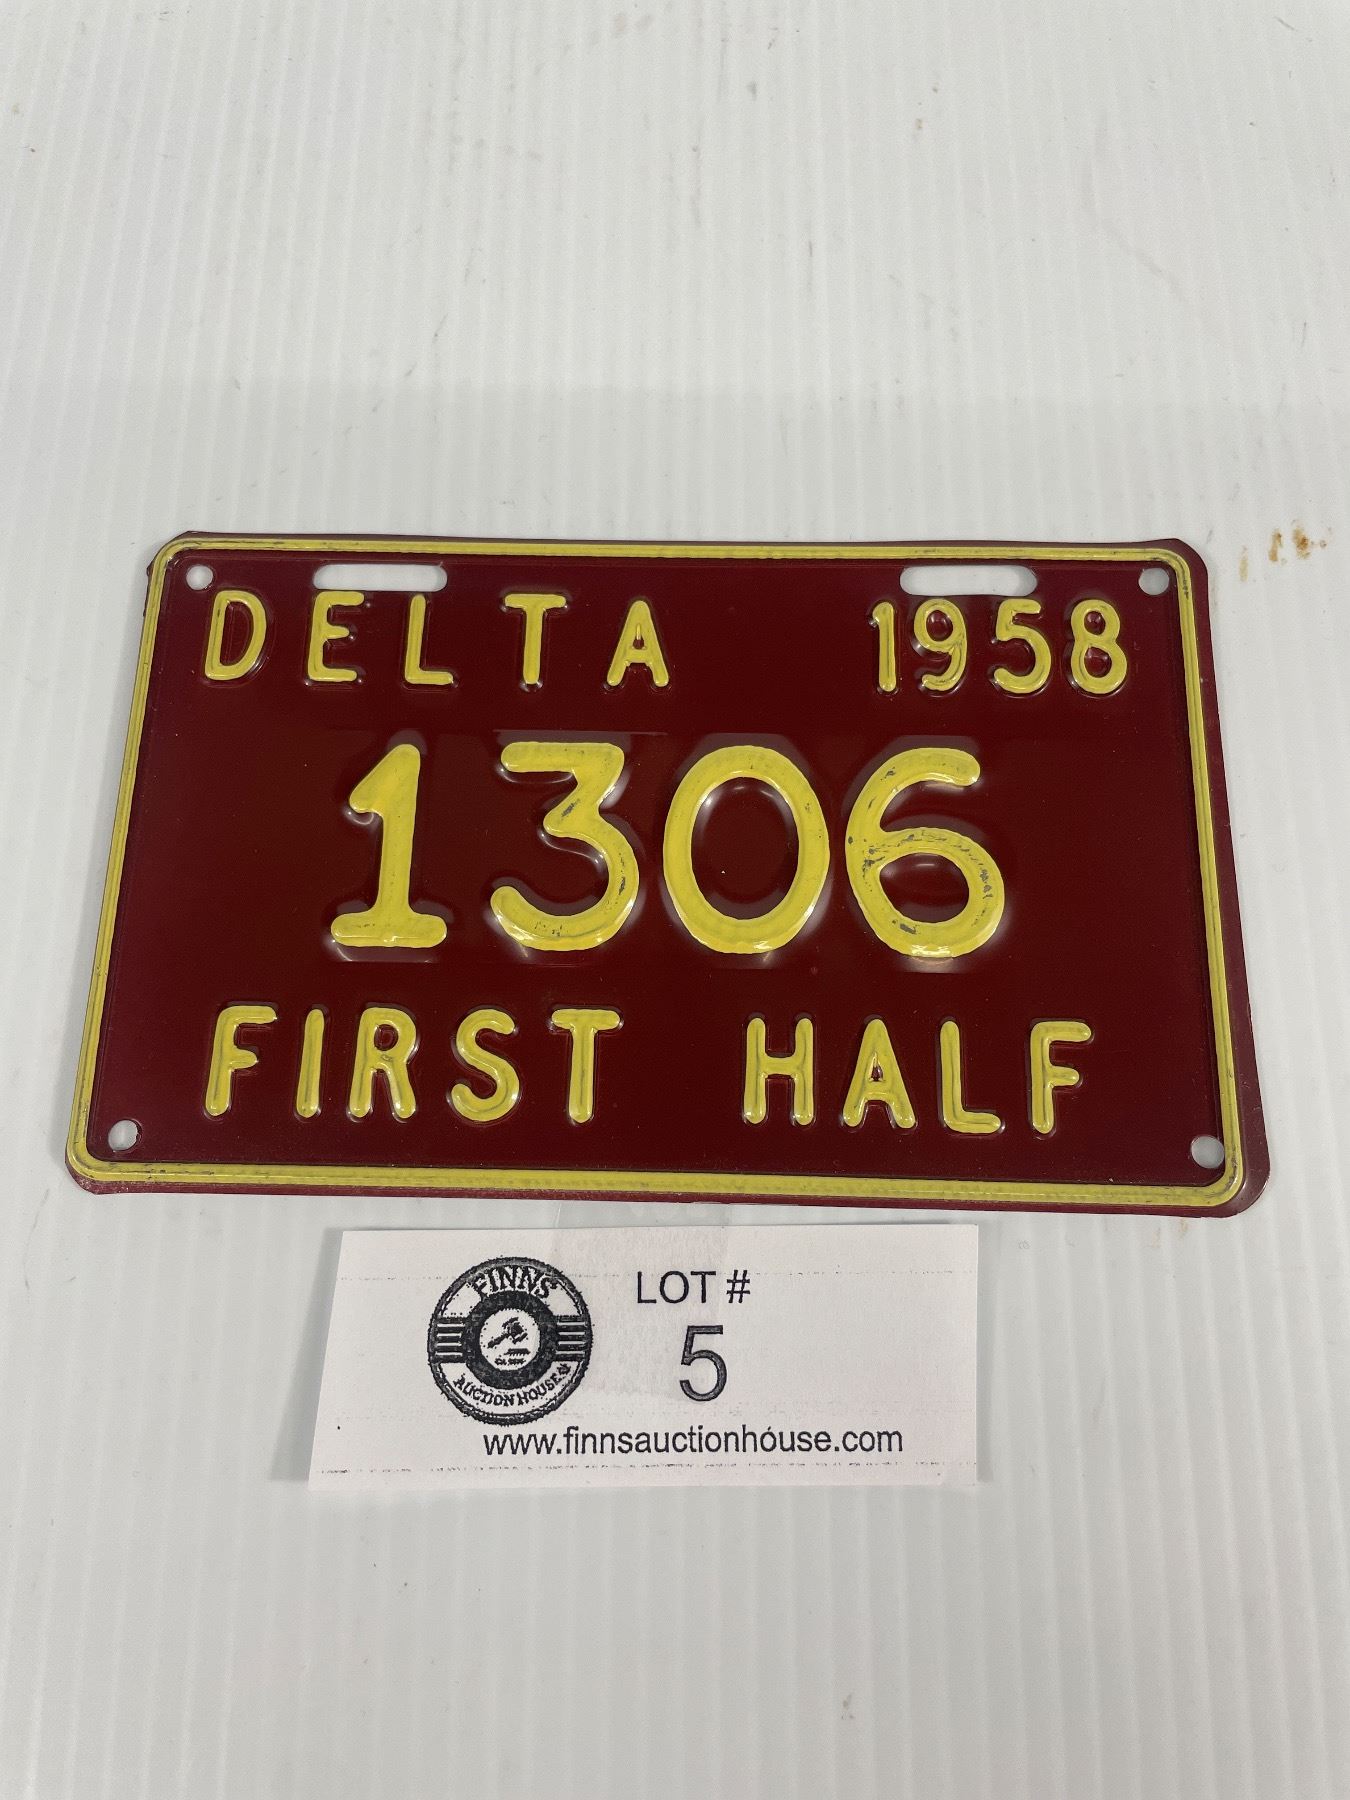 DELTA 1958
1306
FIRST HALF
FINNS
AUCTION HOUSE
LOT #
5
www.finnsauctionhouse.com